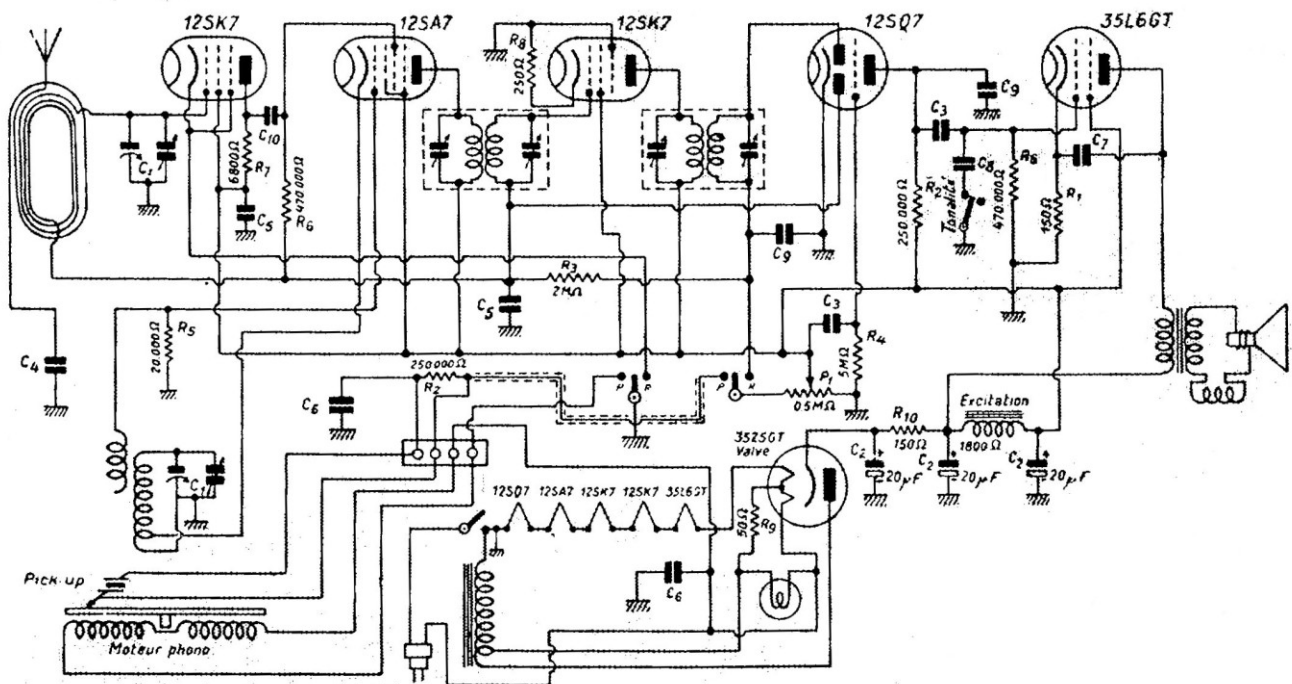 12SK7
12SA7
12SK7
12SQ7
35L6GT
R8
250Ω
C10
C1
R7
6800Ω
C5
470.000Ω
R6
C9
C3
C8
R6
470.000Ω
C7
R1
150Ω
R2
250.000Ω
Tonalité
C9
R3
2MΩ
C5
C3
R4
5MΩ
R5
20.000Ω
C4
250.000Ω
R2
C6
P
R
P
R
P1
0.5MΩ
R10
150Ω
Excitation
1800Ω
C2
20µF
C2
20µF
C2
20µF
35Z5GT
Valve
C1
12SQ7
12SA7
12SK7
12SK7
35L6GT
50Ω
R9
C6
Pick-up
Moteur phono